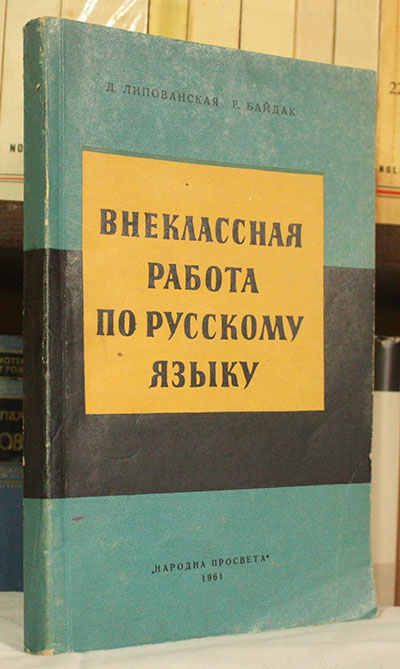 Д. ЛИПОВАНСКАЯ Е. БАЙДАК
ВНЕКЛАССНАЯ
РАБОТА
ПО РУССКОМУ
ЯЗЫКУ
„НАРОДНА ПРОСВЕТА“
1961